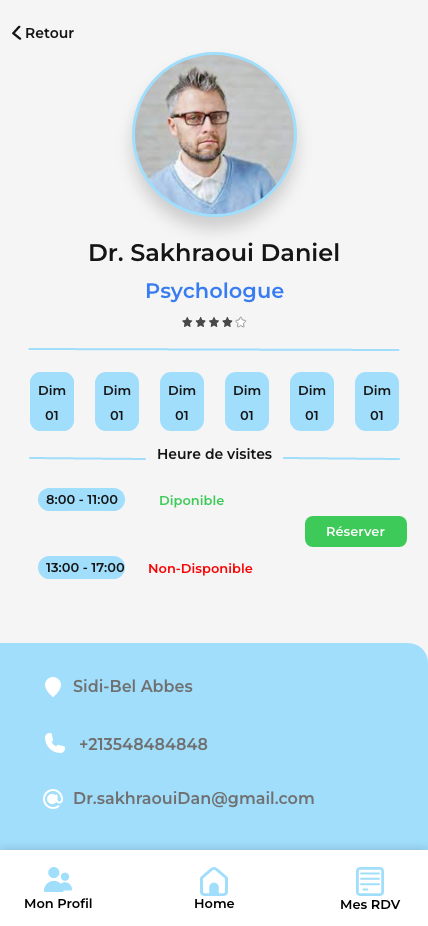 Retour
Dr. Sakhraoui Daniel
Psychologue
Dim Dim Dim Dim Dim Dim
01 01 01 01 01 01
Heure de visites
8:00 - 11:00 Diponible
Réserver
13:00 - 17:00 Non-Disponible
Sidi-Bel Abbes
+213548484848
Dr.sakhraouiDan@gmail.com
Mon Profil Home Mes RDV